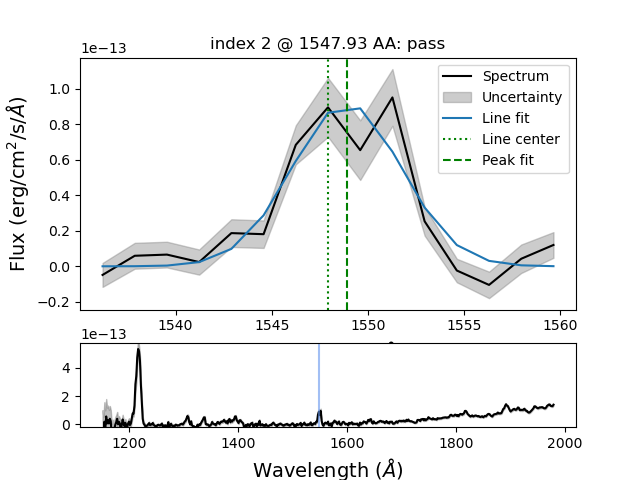 index 2 @ 1547.93 AA: pass
1e−13
Flux (erg/cm²/s/Å)
1.0
0.8
0.6
0.4
0.2
0.0
−0.2
Spectrum
Uncertainty
Line fit
Line center
Peak fit
1540
1545
1550
1555
1560
1e−13
4
2
0
1200
1400
1600
1800
2000
Wavelength (Å)